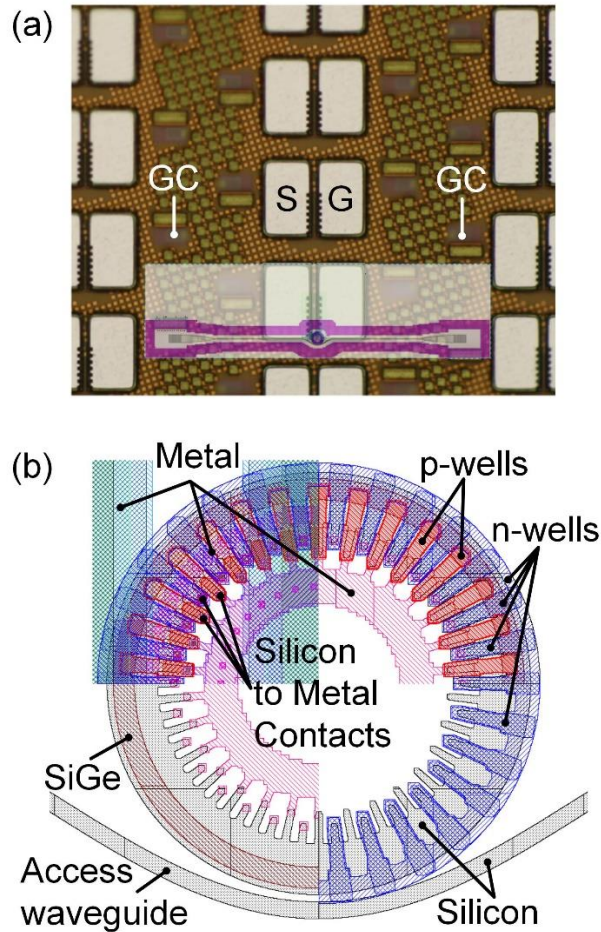 (a)
GC
S
G
GC
(b)
Metal
p-wells
n-wells
Silicon
to Metal
Contacts
SiGe
Access
waveguide
Silicon